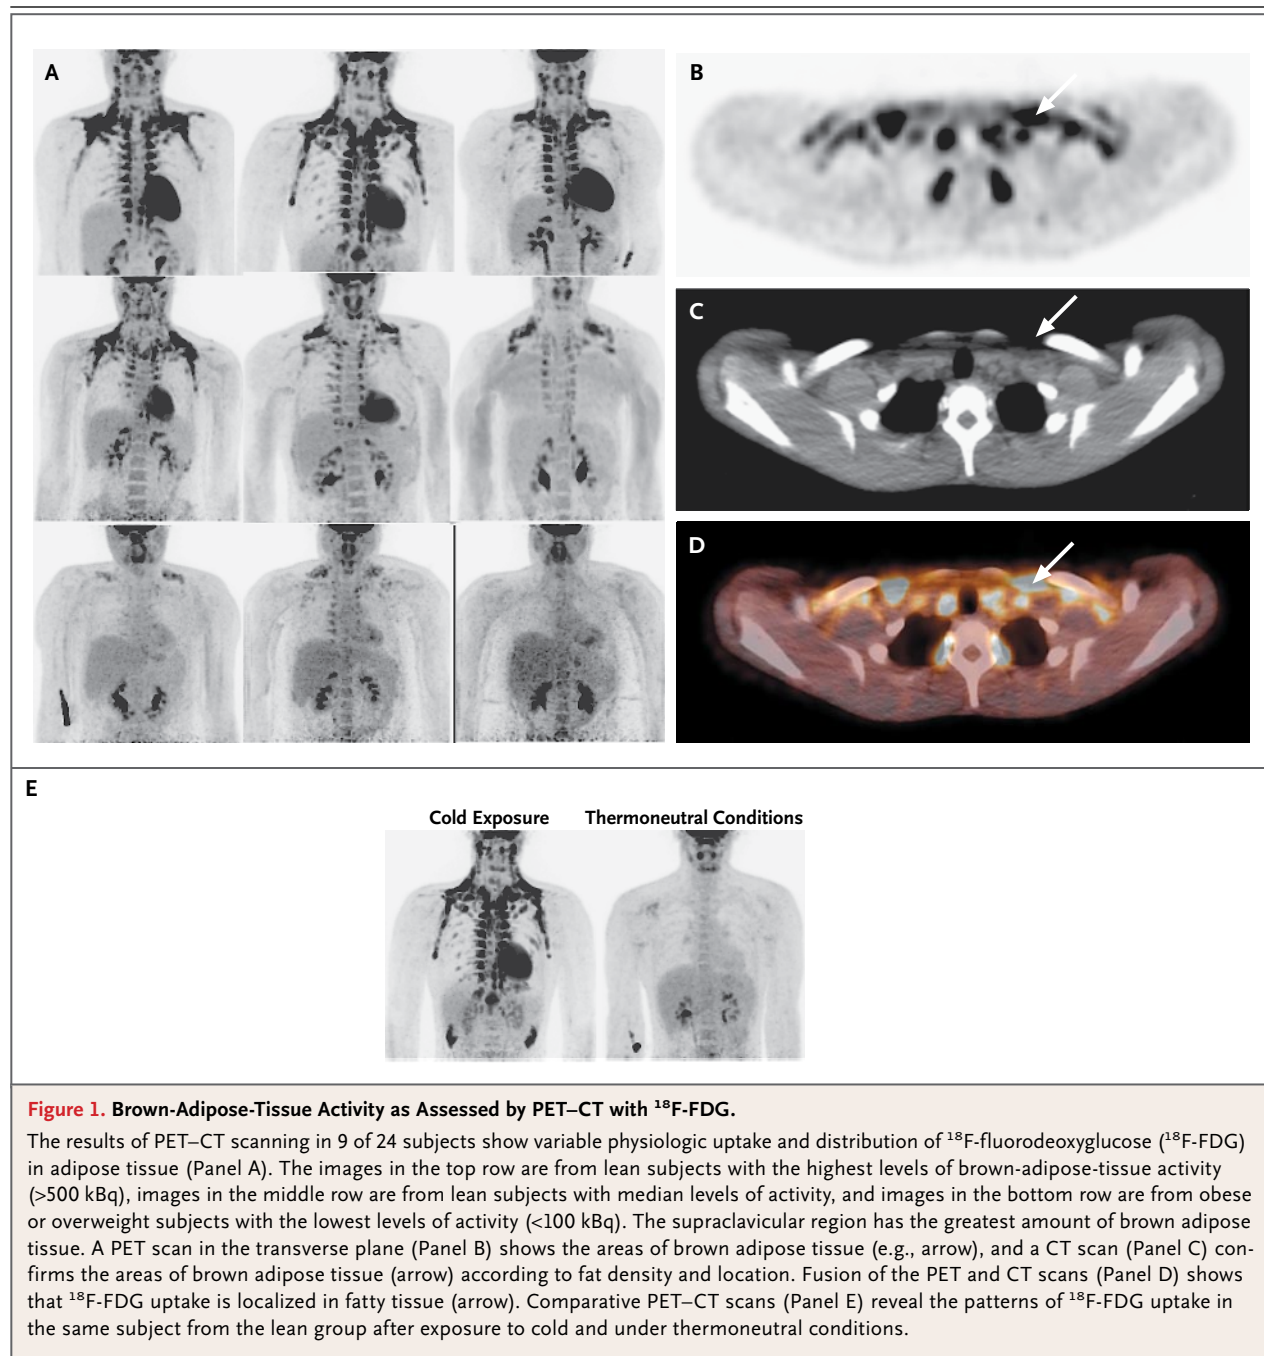 A
B
C
D
E
Cold Exposure Thermoneutral Conditions
Figure 1. Brown-Adipose-Tissue Activity as Assessed by PET–CT with ¹⁸F-FDG.
The results of PET–CT scanning in 9 of 24 subjects show variable physiologic uptake and distribution of ¹⁸F-fluorodeoxyglucose (¹⁸F-FDG)
in adipose tissue (Panel A). The images in the top row are from lean subjects with the highest levels of brown-adipose-tissue activity
(>500 kBq), images in the middle row are from lean subjects with median levels of activity, and images in the bottom row are from obese
or overweight subjects with the lowest levels of activity (<100 kBq). The supraclavicular region has the greatest amount of brown adipose
tissue. A PET scan in the transverse plane (Panel B) shows the areas of brown adipose tissue (e.g., arrow), and a CT scan (Panel C) con-
firms the areas of brown adipose tissue (arrow) according to fat density and location. Fusion of the PET and CT scans (Panel D) shows
that ¹⁸F-FDG uptake is localized in fatty tissue (arrow). Comparative PET–CT scans (Panel E) reveal the patterns of ¹⁸F-FDG uptake in
the same subject from the lean group after exposure to cold and under thermoneutral conditions.